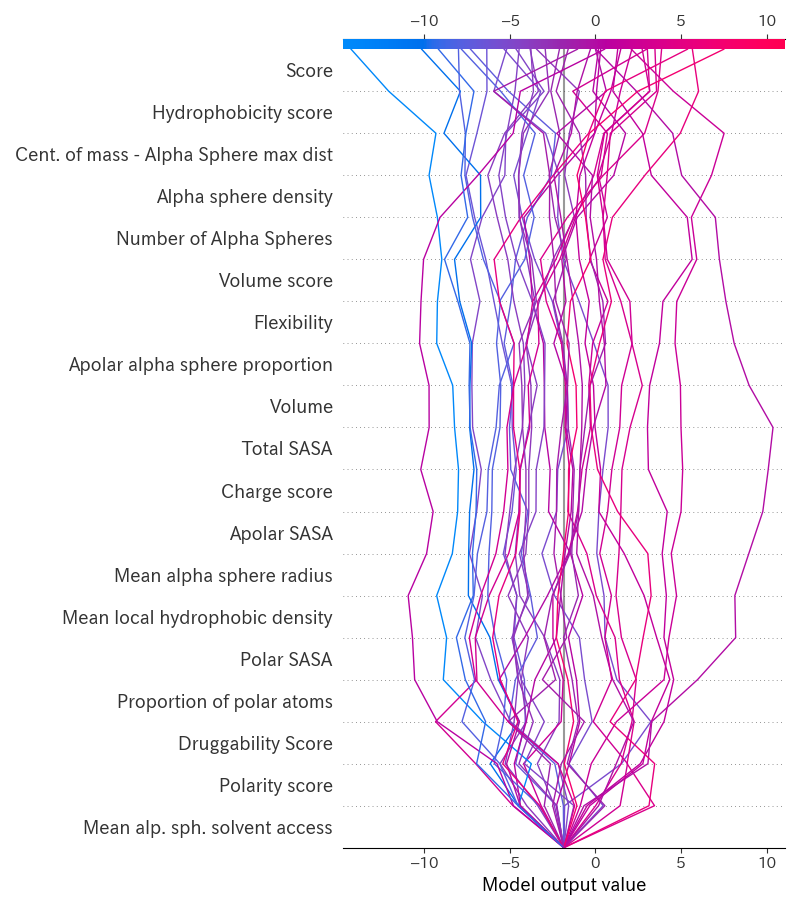 −10 −5 0 5 10
Score
Hydrophobicity score
Cent. of mass - Alpha Sphere max dist
Alpha sphere density
Number of Alpha Spheres
Volume score
Flexibility
Apolar alpha sphere proportion
Volume
Total SASA
Charge score
Apolar SASA
Mean alpha sphere radius
Mean local hydrophobic density
Polar SASA
Proportion of polar atoms
Druggability Score
Polarity score
Mean alp. sph. solvent access
−10 −5 0 5 10
Model output value